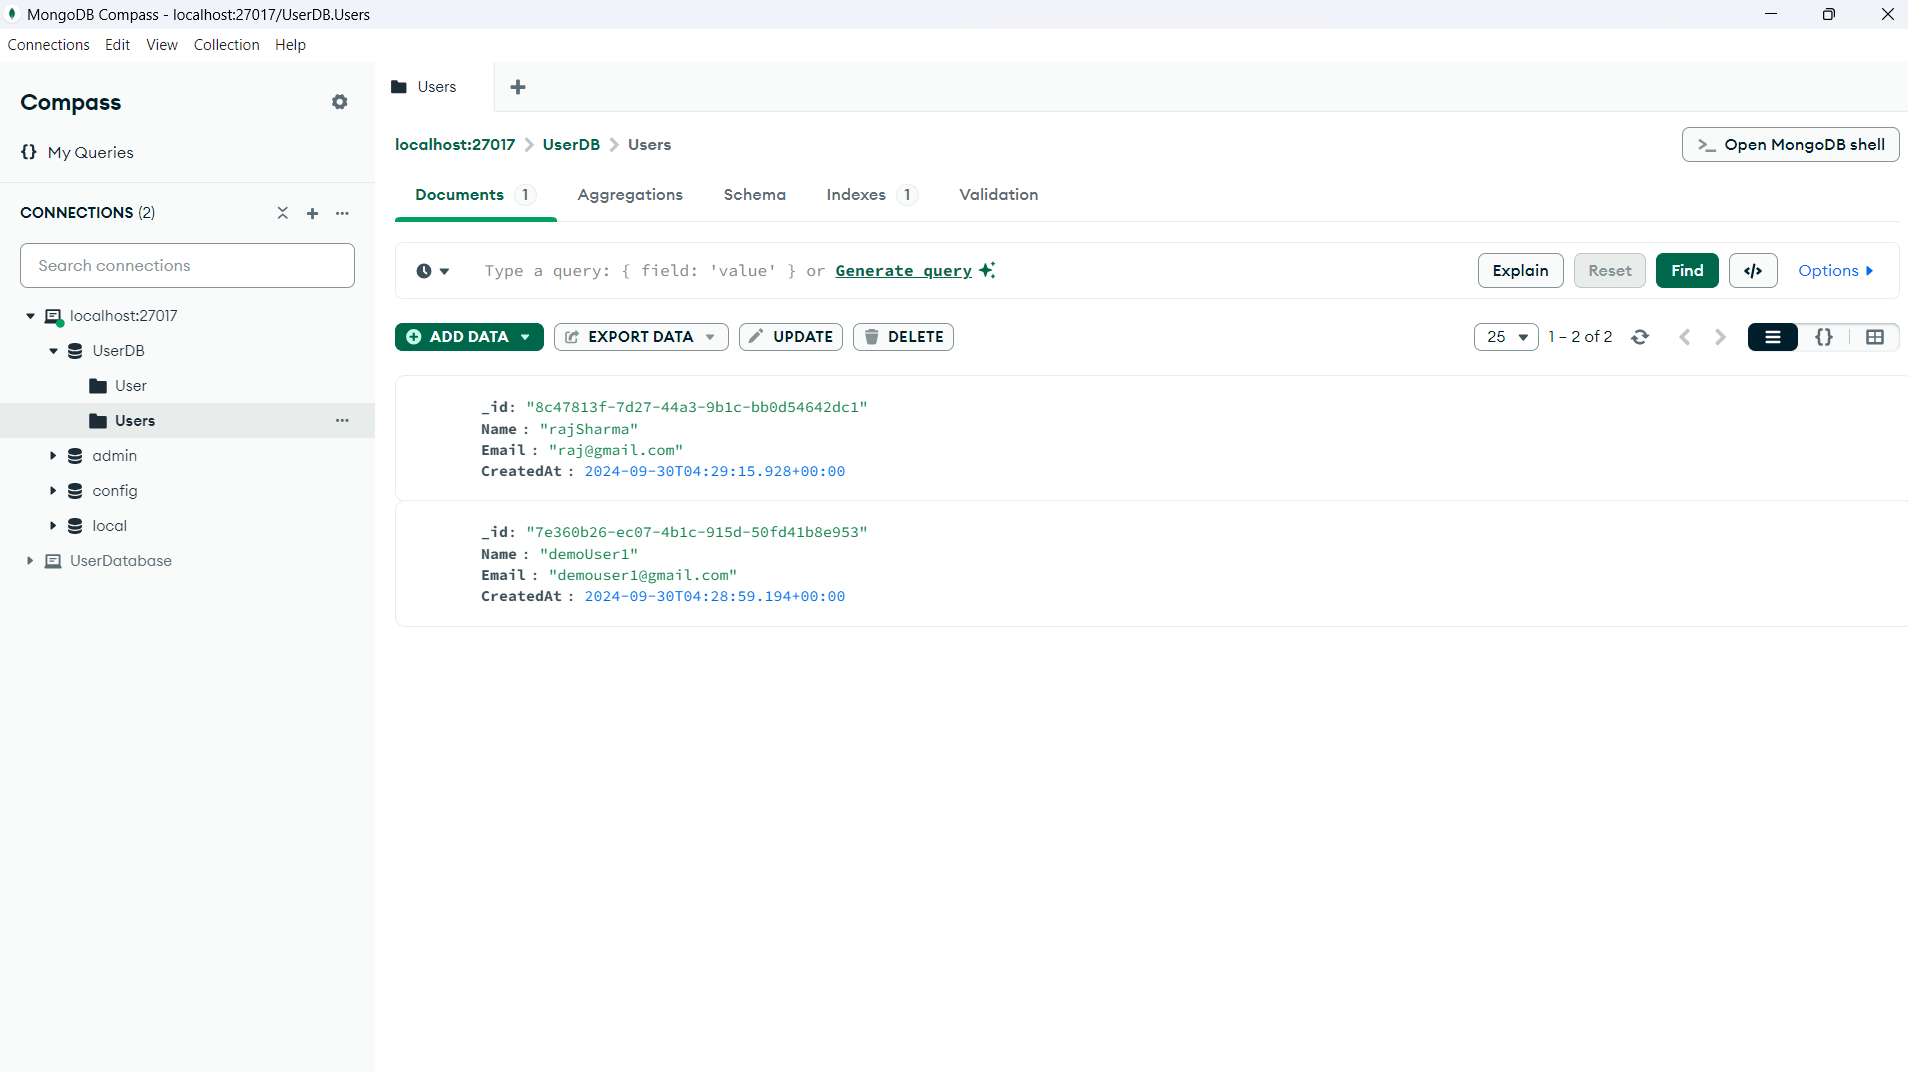 MongoDB Compass - localhost:27017/UserDB.Users
Connections Edit View Collection Help
Compass
{} My Queries
CONNECTIONS (2)
Search connections
localhost:27017
UserDB
User
Users
admin
config
local
UserDatabase
Users
localhost:27017 > UserDB > Users
>_ Open MongoDB shell
Documents 1 Aggregations Schema Indexes 1 Validation
Type a query: { field: 'value' } or Generate query
Explain Reset Find </> Options
ADD DATA EXPORT DATA UPDATE DELETE
25 1 – 2 of 2 {}
_id: "8c47813f-7d27-44a3-9b1c-bb0d54642dc1"
Name : "rajSharma"
Email : "raj@gmail.com"
CreatedAt : 2024-09-30T04:29:15.928+00:00
_id: "7e360b26-ec07-4b1c-915d-50fd41b8e953"
Name : "demoUser1"
Email : "demouser1@gmail.com"
CreatedAt : 2024-09-30T04:28:59.194+00:00